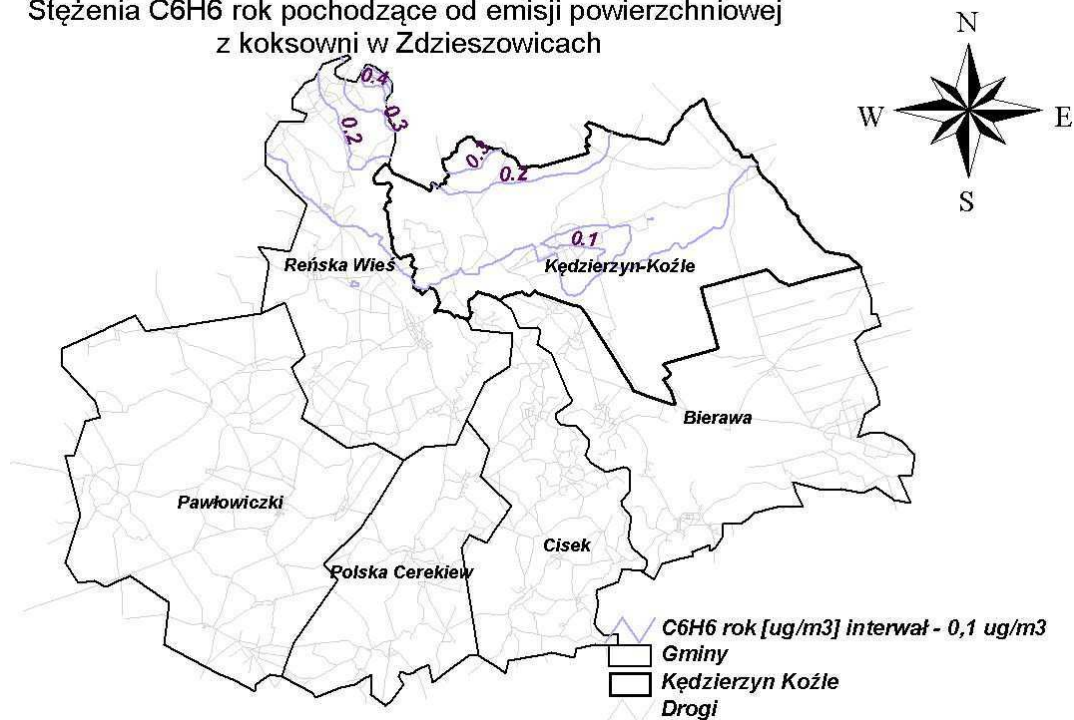 Stężenia C6H6 rok pochodzące od emisji powierzchniowej
z koksowni w Zdzieszowicach
N
W
E
S
0.4
0.3
0.2
0.3
0.2
0.1
Reńska Wieś
Kędzierzyn-Koźle
Bierawa
Pawłowiczki
Cisek
Polska Cerekiew
C6H6 rok [ug/m3] interwał - 0,1 ug/m3
Gminy
Kędzierzyn Koźle
Drogi